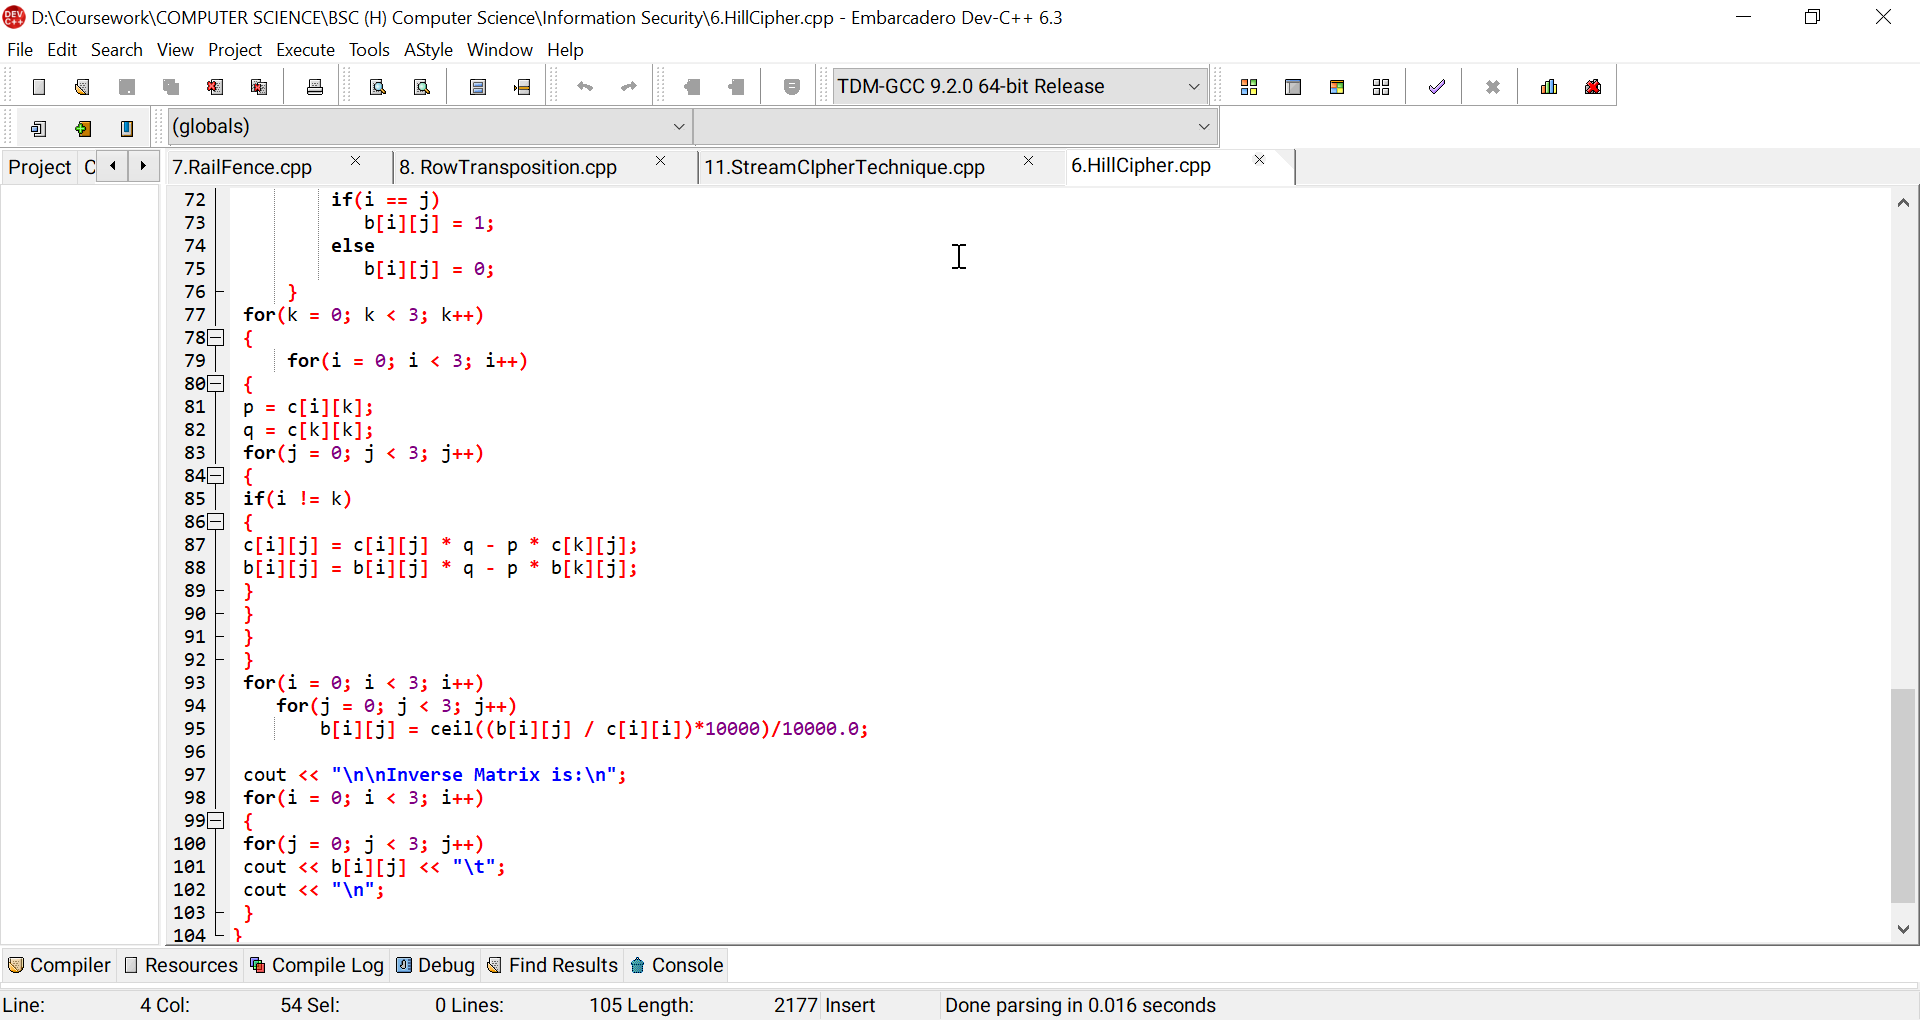 D:\Coursework\COMPUTER SCIENCE\BSC (H) Computer Science\Information Security\6.HillCipher.cpp - Embarcadero Dev-C++ 6.3
File Edit Search View Project Execute Tools AStyle Window Help
TDM-GCC 9.2.0 64-bit Release
(globals)
Project C 7.RailFence.cpp 8. RowTransposition.cpp 11.StreamCIpherTechnique.cpp 6.HillCipher.cpp
72 if(i == j)
73 b[i][j] = 1;
74 else
75 b[i][j] = 0;
76 }
77 for(k = 0; k < 3; k++)
78 {
79 for(i = 0; i < 3; i++)
80 {
81 p = c[i][k];
82 q = c[k][k];
83 for(j = 0; j < 3; j++)
84 {
85 if(i != k)
86 {
87 c[i][j] = c[i][j] * q - p * c[k][j];
88 b[i][j] = b[i][j] * q - p * b[k][j];
89 }
90 }
91 }
92 }
93 for(i = 0; i < 3; i++)
94 for(j = 0; j < 3; j++)
95 b[i][j] = ceil((b[i][j] / c[i][i])*10000)/10000.0;
96
97 cout << "\n\nInverse Matrix is:\n";
98 for(i = 0; i < 3; i++)
99 {
100 for(j = 0; j < 3; j++)
101 cout << b[i][j] << "\t";
102 cout << "\n";
103 }
104 }
Compiler Resources Compile Log Debug Find Results Console
Line: 4 Col: 54 Sel: 0 Lines: 105 Length: 2177 Insert Done parsing in 0.016 seconds